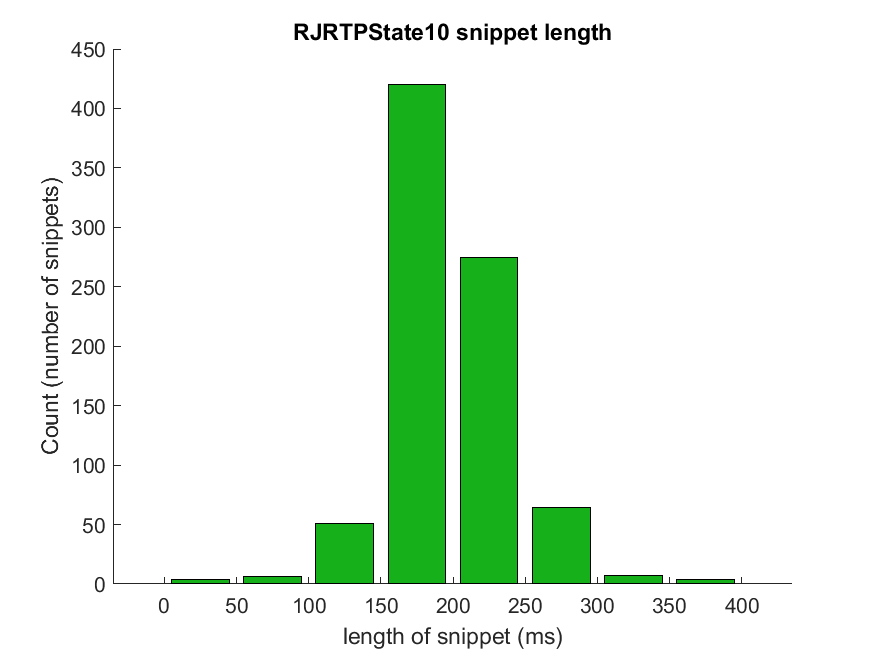 RJRTPState10 snippet length
450
400
350
300
250
200
150
100
50
0
Count (number of snippets)
0 50 100 150 200 250 300 350 400
length of snippet (ms)